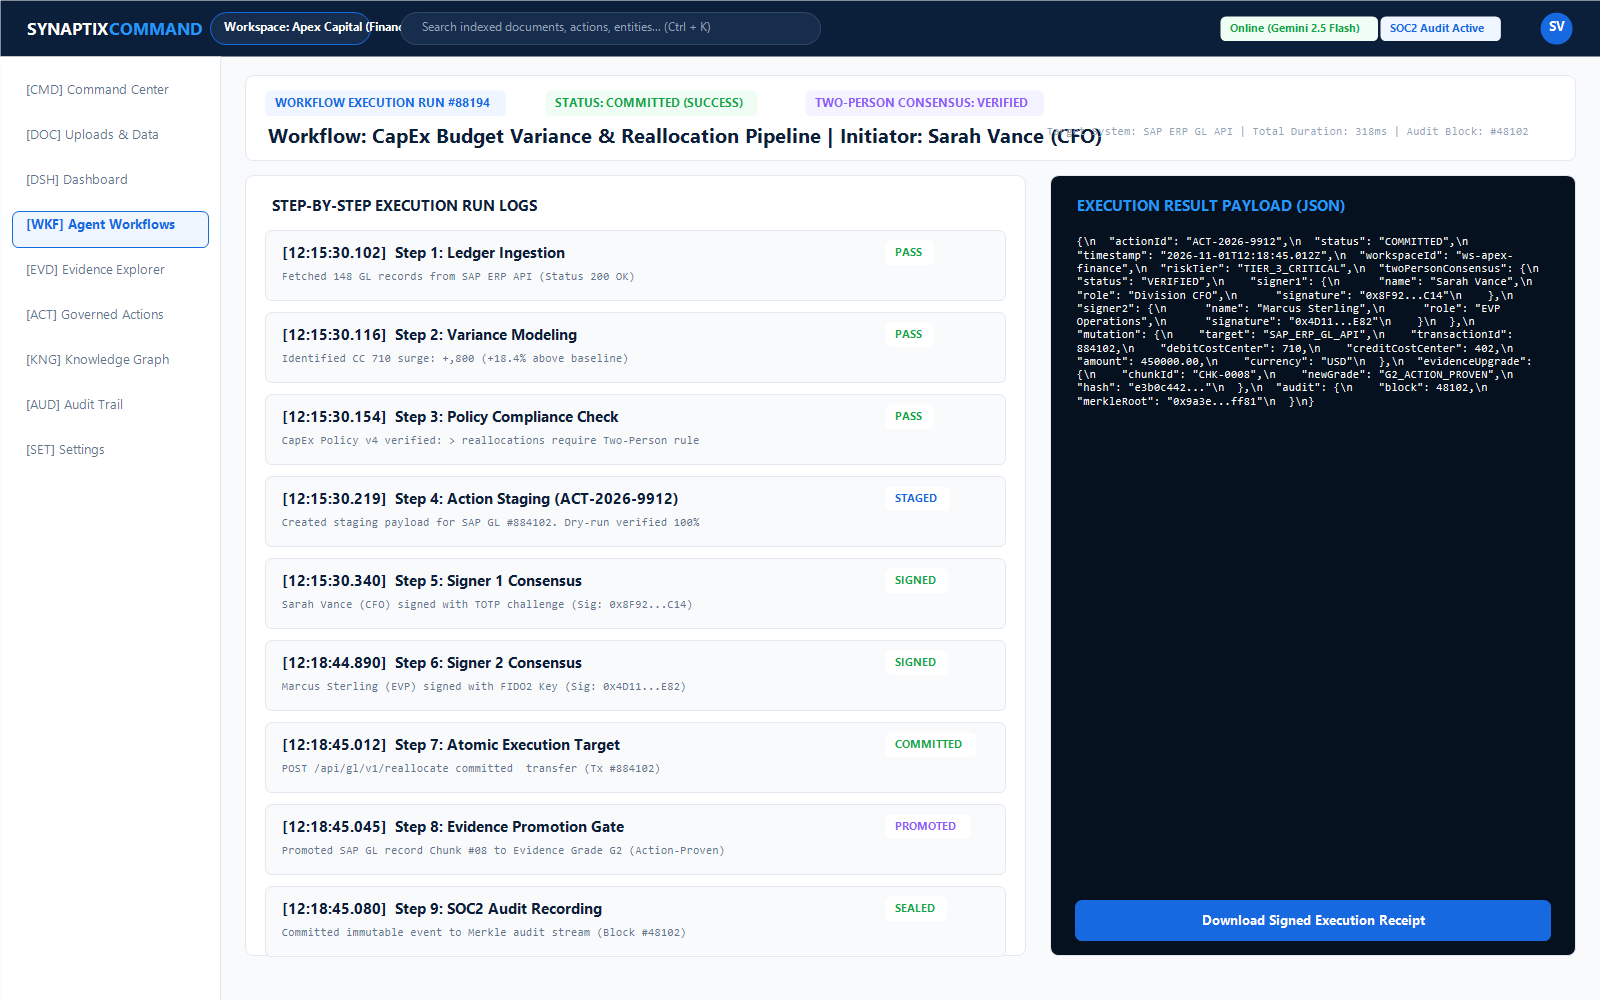 SYNAPTIXCOMMAND
Workspace: Apex Capital (Financ
Search indexed documents, actions, entities... (Ctrl + K)
Online (Gemini 2.5 Flash)
SOC2 Audit Active
SV
[CMD] Command Center
[DOC] Uploads & Data
[DSH] Dashboard
[WKF] Agent Workflows
[EVD] Evidence Explorer
[ACT] Governed Actions
[KNG] Knowledge Graph
[AUD] Audit Trail
[SET] Settings
WORKFLOW EXECUTION RUN #88194
STATUS: COMMITTED (SUCCESS)
TWO-PERSON CONSENSUS: VERIFIED
Workflow: CapEx Budget Variance & Reallocation Pipeline | Initiator: Sarah Vance (CFO)
Target System: SAP ERP GL API | Total Duration: 318ms | Audit Block: #48102
STEP-BY-STEP EXECUTION RUN LOGS
[12:15:30.102] Step 1: Ledger Ingestion
PASS
Fetched 148 GL records from SAP ERP API (Status 200 OK)
[12:15:30.116] Step 2: Variance Modeling
PASS
Identified CC 710 surge: +,800 (+18.4% above baseline)
[12:15:30.154] Step 3: Policy Compliance Check
PASS
CapEx Policy v4 verified: > reallocations require Two-Person rule
[12:15:30.219] Step 4: Action Staging (ACT-2026-9912)
STAGED
Created staging payload for SAP GL #884102. Dry-run verified 100%
[12:15:30.340] Step 5: Signer 1 Consensus
SIGNED
Sarah Vance (CFO) signed with TOTP challenge (Sig: 0x8F92...C14)
[12:18:44.890] Step 6: Signer 2 Consensus
SIGNED
Marcus Sterling (EVP) signed with FIDO2 Key (Sig: 0x4D11...E82)
[12:18:45.012] Step 7: Atomic Execution Target
COMMITTED
POST /api/gl/v1/reallocate committed  transfer (Tx #884102)
[12:18:45.045] Step 8: Evidence Promotion Gate
PROMOTED
Promoted SAP GL record Chunk #08 to Evidence Grade G2 (Action-Proven)
[12:18:45.080] Step 9: SOC2 Audit Recording
SEALED
Committed immutable event to Merkle audit stream (Block #48102)
EXECUTION RESULT PAYLOAD (JSON)
{\n  "actionId": "ACT-2026-9912",\n  "status": "COMMITTED",\n
"timestamp": "2026-11-01T12:18:45.012Z",\n  "workspaceId": "ws-apex-
finance",\n  "riskTier": "TIER_3_CRITICAL",\n  "twoPersonConsensus": {\n
"status": "VERIFIED",\n    "signer1": {\n      "name": "Sarah Vance",\n
"role": "Division CFO",\n      "signature": "0x8F92...C14"\n    },\n
"signer2": {\n      "name": "Marcus Sterling",\n      "role": "EVP
Operations",\n      "signature": "0x4D11...E82"\n    }\n  },\n
"mutation": {\n    "target": "SAP_ERP_GL_API",\n    "transactionId":
884102,\n    "debitCostCenter": 710,\n    "creditCostCenter": 402,\n
"amount": 450000.00,\n    "currency": "USD"\n  },\n  "evidenceUpgrade":
{\n    "chunkId": "CHK-0008",\n    "newGrade": "G2_ACTION_PROVEN",\n
"hash": "e3b0c442..."\n  },\n  "audit": {\n    "block": 48102,\n
"merkleRoot": "0x9a3e...ff81"\n  }\n}
Download Signed Execution Receipt